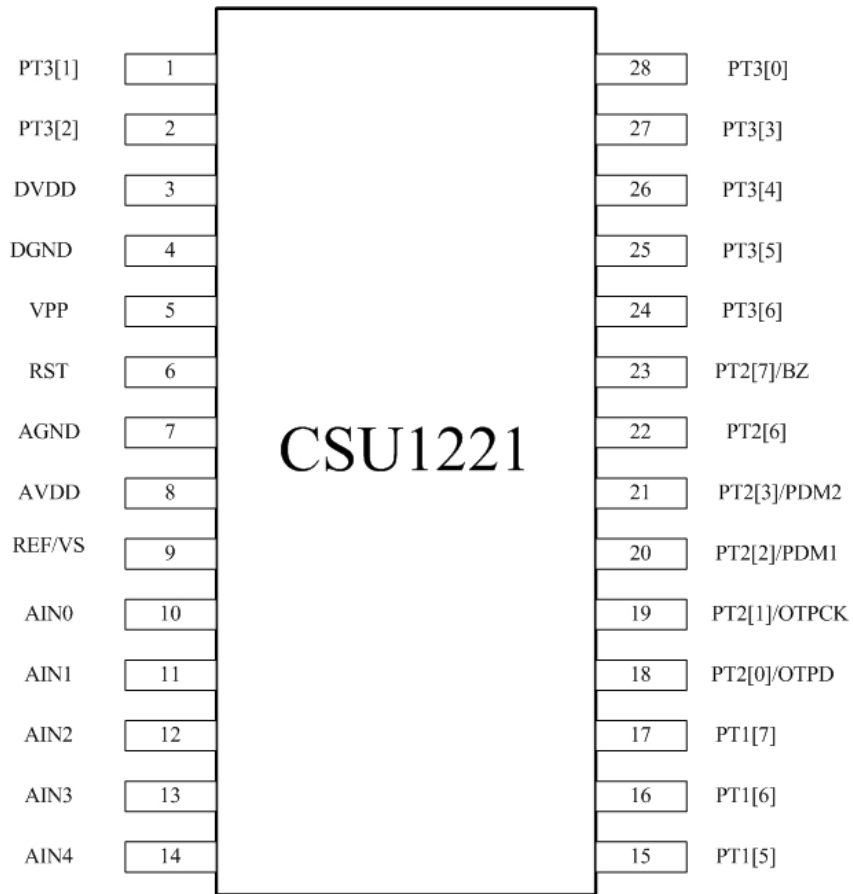 PT3[1] 1 28 PT3[0]
PT3[2] 2 27 PT3[3]
DVDD 3 26 PT3[4]
DGND 4 25 PT3[5]
VPP 5 24 PT3[6]
RST 6 23 PT2[7]/BZ
AGND 7 22 PT2[6]
CSU1221
AVDD 8 21 PT2[3]/PDM2
REF/VS 9 20 PT2[2]/PDM1
AIN0 10 19 PT2[1]/OTPCK
AIN1 11 18 PT2[0]/OTPD
AIN2 12 17 PT1[7]
AIN3 13 16 PT1[6]
AIN4 14 15 PT1[5]